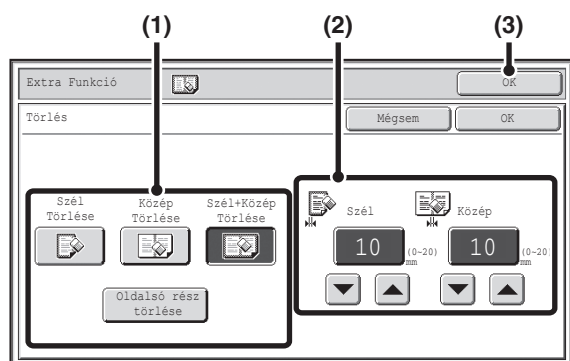 (1) (2) (3)
Extra Funkció OK
Törlés Mégsem OK
Szél Törlése
Közép Törlése
Szél+Közép Törlése
Oldalsó rész törlése
Szél
Közép
10 (0~20) mm
10 (0~20) mm